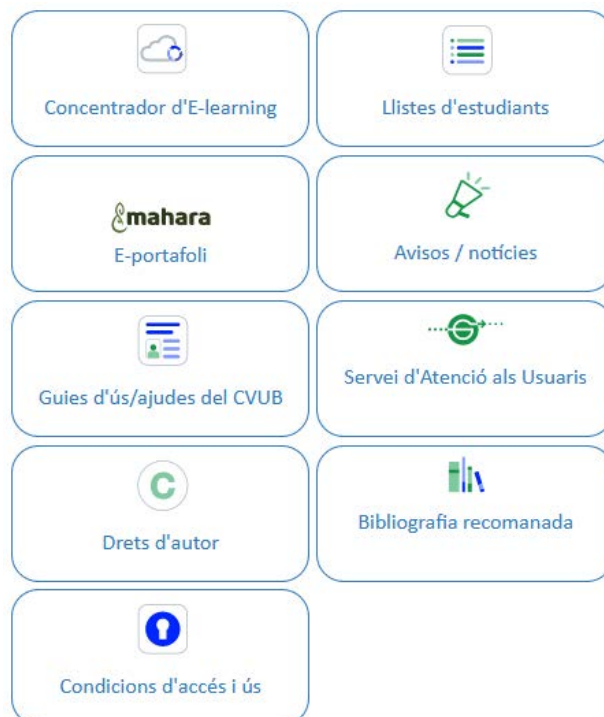 Concentrador d'E-learning
Llistes d'estudiants
mahara
E-portafoli
Avisos / notícies
Guies d'ús/ajudes del CVUB
Servei d'Atenció als Usuaris
C
Drets d'autor
Bibliografia recomanada
Condicions d'accés i ús